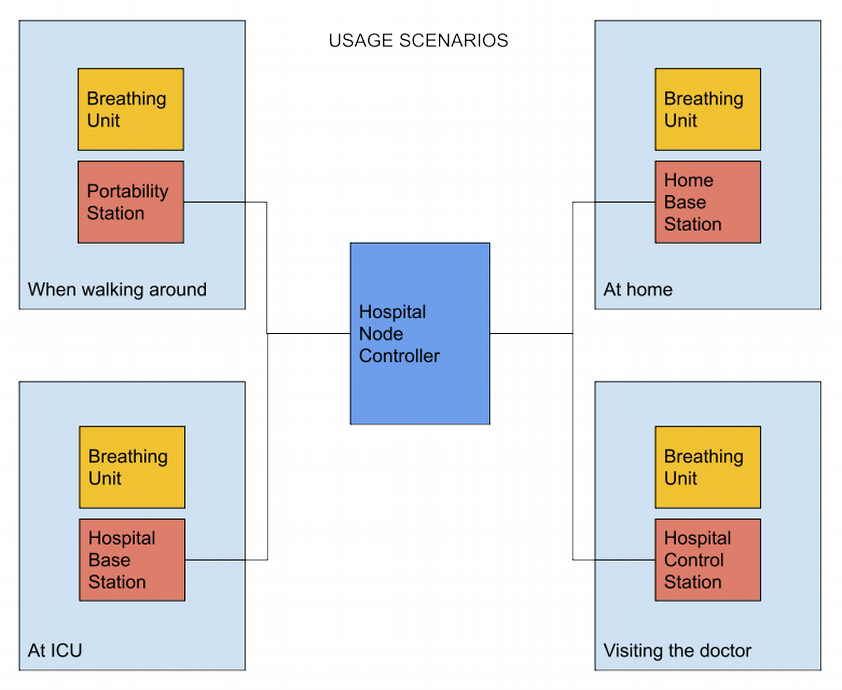 USAGE SCENARIOS
Breathing
Unit
Portability
Station
When walking around
Breathing
Unit
Home
Base
Station
At home
Hospital
Node
Controller
Breathing
Unit
Hospital
Base
Station
At ICU
Breathing
Unit
Hospital
Control
Station
Visiting the doctor